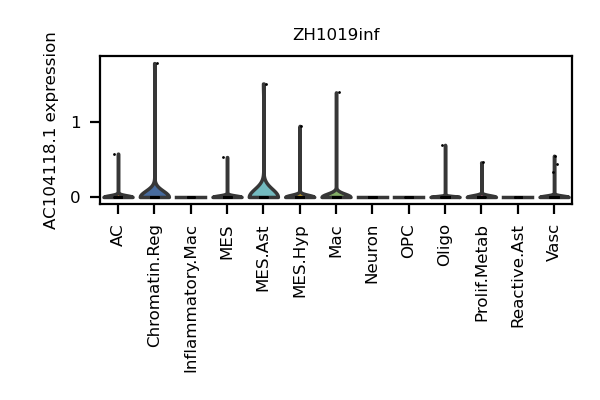 ZH1019inf
AC104118.1 expression
1
0
AC
Chromatin.Reg
Inflammatory.Mac
MES
MES.Ast
MES.Hyp
Mac
Neuron
OPC
Oligo
Prolif.Metab
Reactive.Ast
Vasc